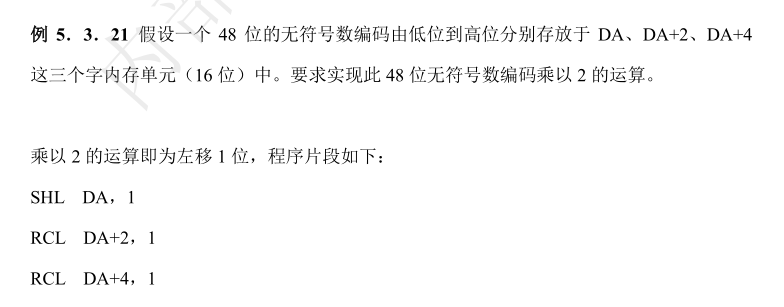 例 5．3．21 假设一个 48 位的无符号数编码由低位到高位分别存放于 DA、DA+2、DA+4
这三个字内存单元（16 位）中。要求实现此 48 位无符号数编码乘以 2 的运算。
乘以 2 的运算即为左移 1 位，程序片段如下：
SHL DA，1
RCL DA+2，1
RCL DA+4，1
内部